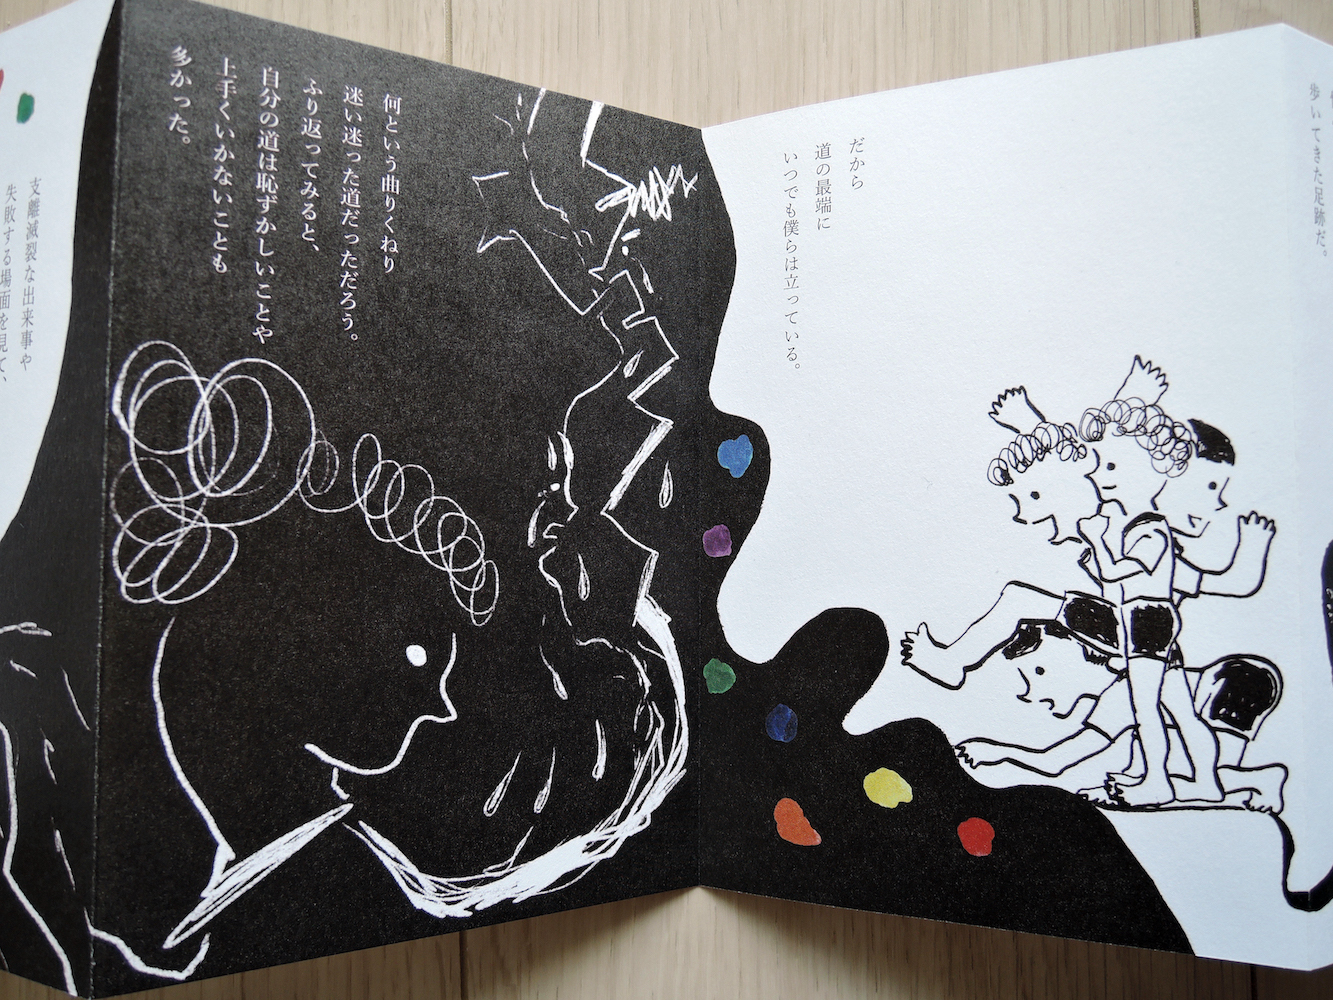 歩いてきた足跡だ。
だから
道の最端に
いつでも僕らは立っている。
何という曲りくねり
迷い迷った道だっただろう。
ふり返ってみると、
自分の道は恥ずかしいことや
上手くいかないことも
多かった。
支離滅裂な出来事や
失敗する場面を見て、